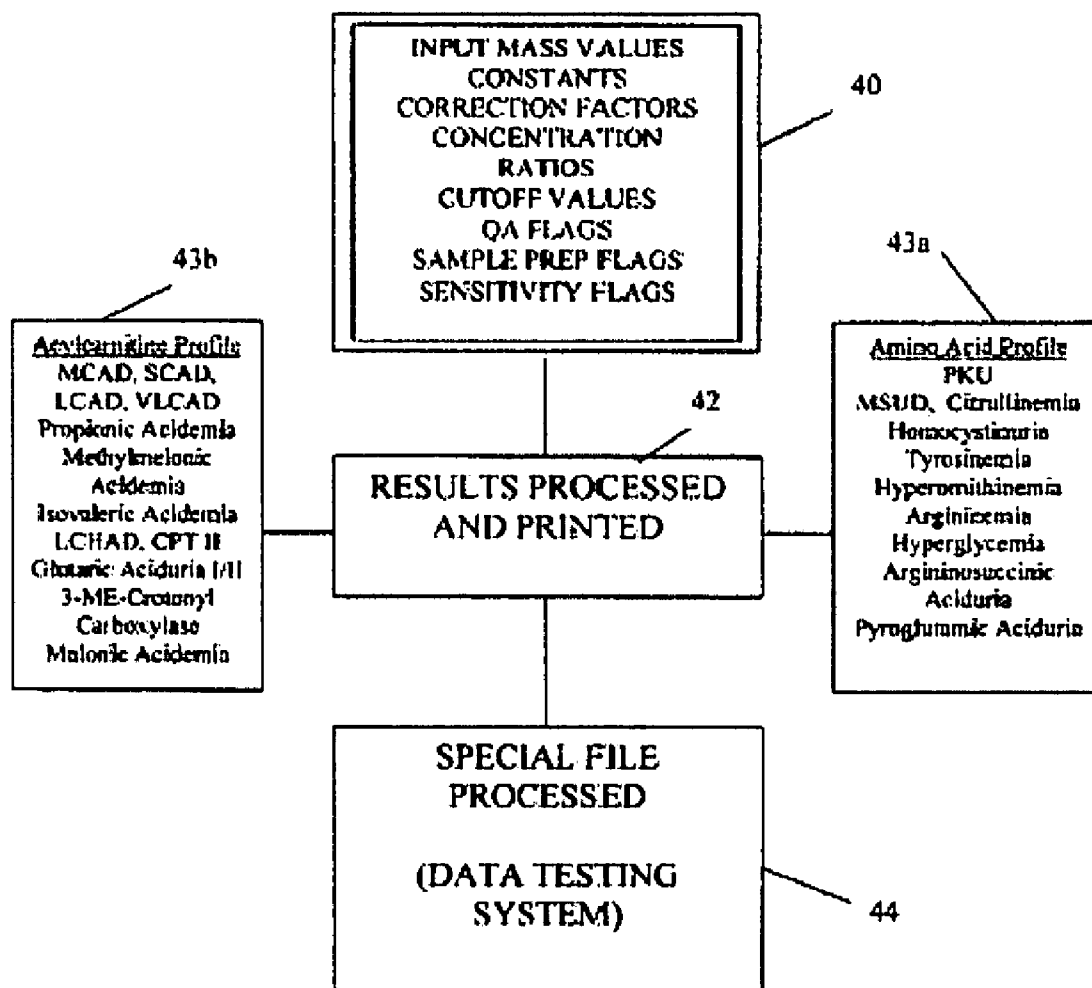 INPUT MASS VALUES
CONSTANTS
CORRECTION FACTORS
CONCENTRATION
RATIOS
CUTOFF VALUES
QA FLAGS
SAMPLE PREP FLAGS
SENSITIVITY FLAGS
40
43b
Acylcarnitine Profile
MCAD, SCAD,
LCAD, VLCAD
Propionic Acidemia
Methylmelonic
Acidemia
Isovaleric Acidemia
LCHAD, CPT II
Glutaric Aciduria I/II
3-ME-Crotonyl
Carboxylase
Malonic Acidemia
42
RESULTS PROCESSED
AND PRINTED
43a
Amino Acid Profile
PKU
MSUD, Citrullinemia
Homocystinuria
Tyrosinemia
Hyperornithinemia
Argininemia
Hyperglycemia
Argininosuccinic
Aciduria
Pyroglutamic Aciduria
SPECIAL FILE
PROCESSED
(DATA TESTING
SYSTEM)
44